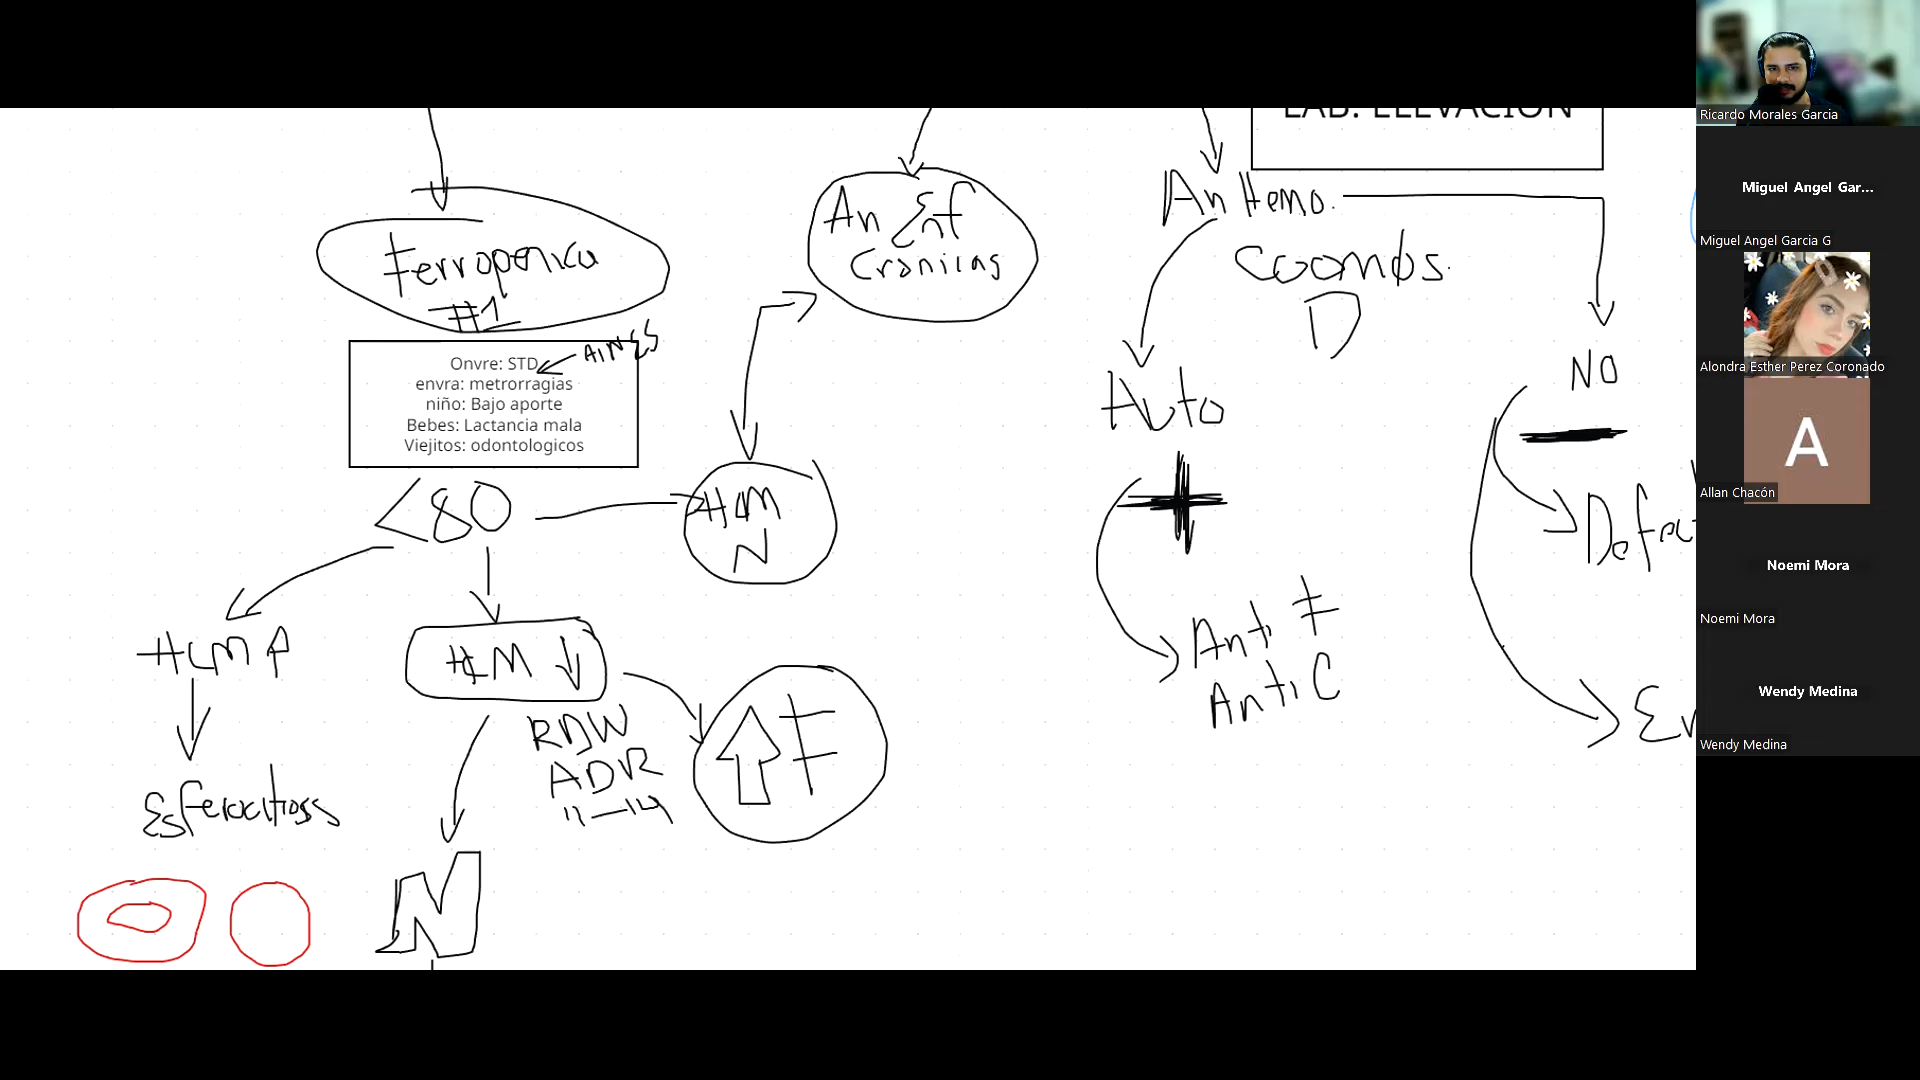 LAB: ELEVACION
Ferropenica
#1
An Enf
Cronicas
An Hemo.
Coombs.
D
AINES
Onvre: STD
envra: metrorragias
niño: Bajo aporte
Bebes: Lactancia mala
Viejitos: odontologicos
<80
HCM
N
Auto
+
NO
-
HCM ↑
HCM ↓
RDW
ADR
11-14
↑ F
Esferocitoss
N
Anti F
Anti C
Ricardo Morales Garcia
Miguel Angel Gar...
Miguel Angel Garcia G
Alondra Esther Perez Coronado
A
Allan Chacón
Noemi Mora
Noemi Mora
Wendy Medina
Wendy Medina